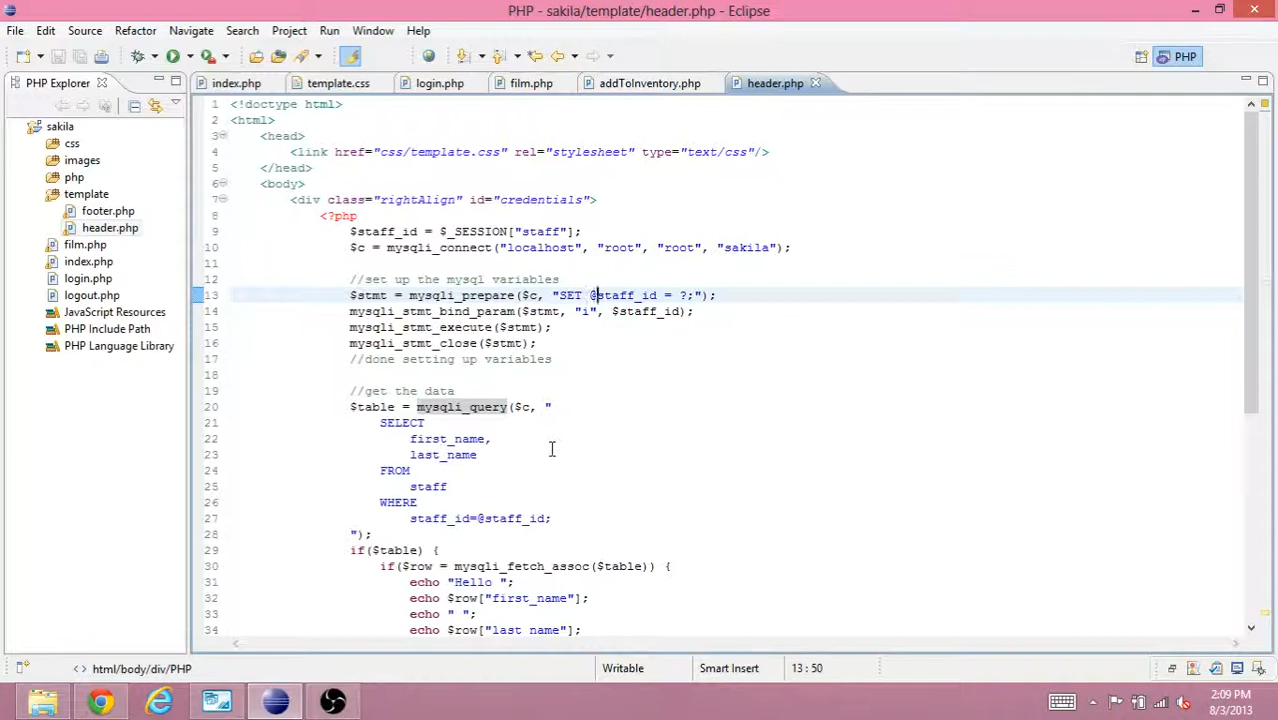 PHP - sakila/template/header.php - Eclipse
File Edit Source Refactor Navigate Search Project Run Window Help
PHP
PHP Explorer
index.php template.css login.php film.php addToInventory.php header.php
sakila
css
images
php
template
footer.php
header.php
film.php
index.php
login.php
logout.php
JavaScript Resources
PHP Include Path
PHP Language Library
1 <!doctype html>
2 <html>
3 <head>
4 <link href="css/template.css" rel="stylesheet" type="text/css"/>
5 </head>
6 <body>
7 <div class="rightAlign" id="credentials">
8 <?php
9 $staff_id = $_SESSION["staff"];
10 $c = mysqli_connect("localhost", "root", "root", "sakila");
11
12 //set up the mysql variables
13 $stmt = mysqli_prepare($c, "SET @staff_id = ?;");
14 mysqli_stmt_bind_param($stmt, "i", $staff_id);
15 mysqli_stmt_execute($stmt);
16 mysqli_stmt_close($stmt);
17 //done setting up variables
18
19 //get the data
20 $table = mysqli_query($c, "
21 SELECT
22 first_name,
23 last_name
24 FROM
25 staff
26 WHERE
27 staff_id=@staff_id;
28 ");
29 if($table) {
30 if($row = mysqli_fetch_assoc($table)) {
31 echo "Hello ";
32 echo $row["first_name"];
33 echo " ";
34 echo $row["last_name"];
html/body/div/PHP Writable Smart Insert 13 : 50
2:09 PM
8/3/2013